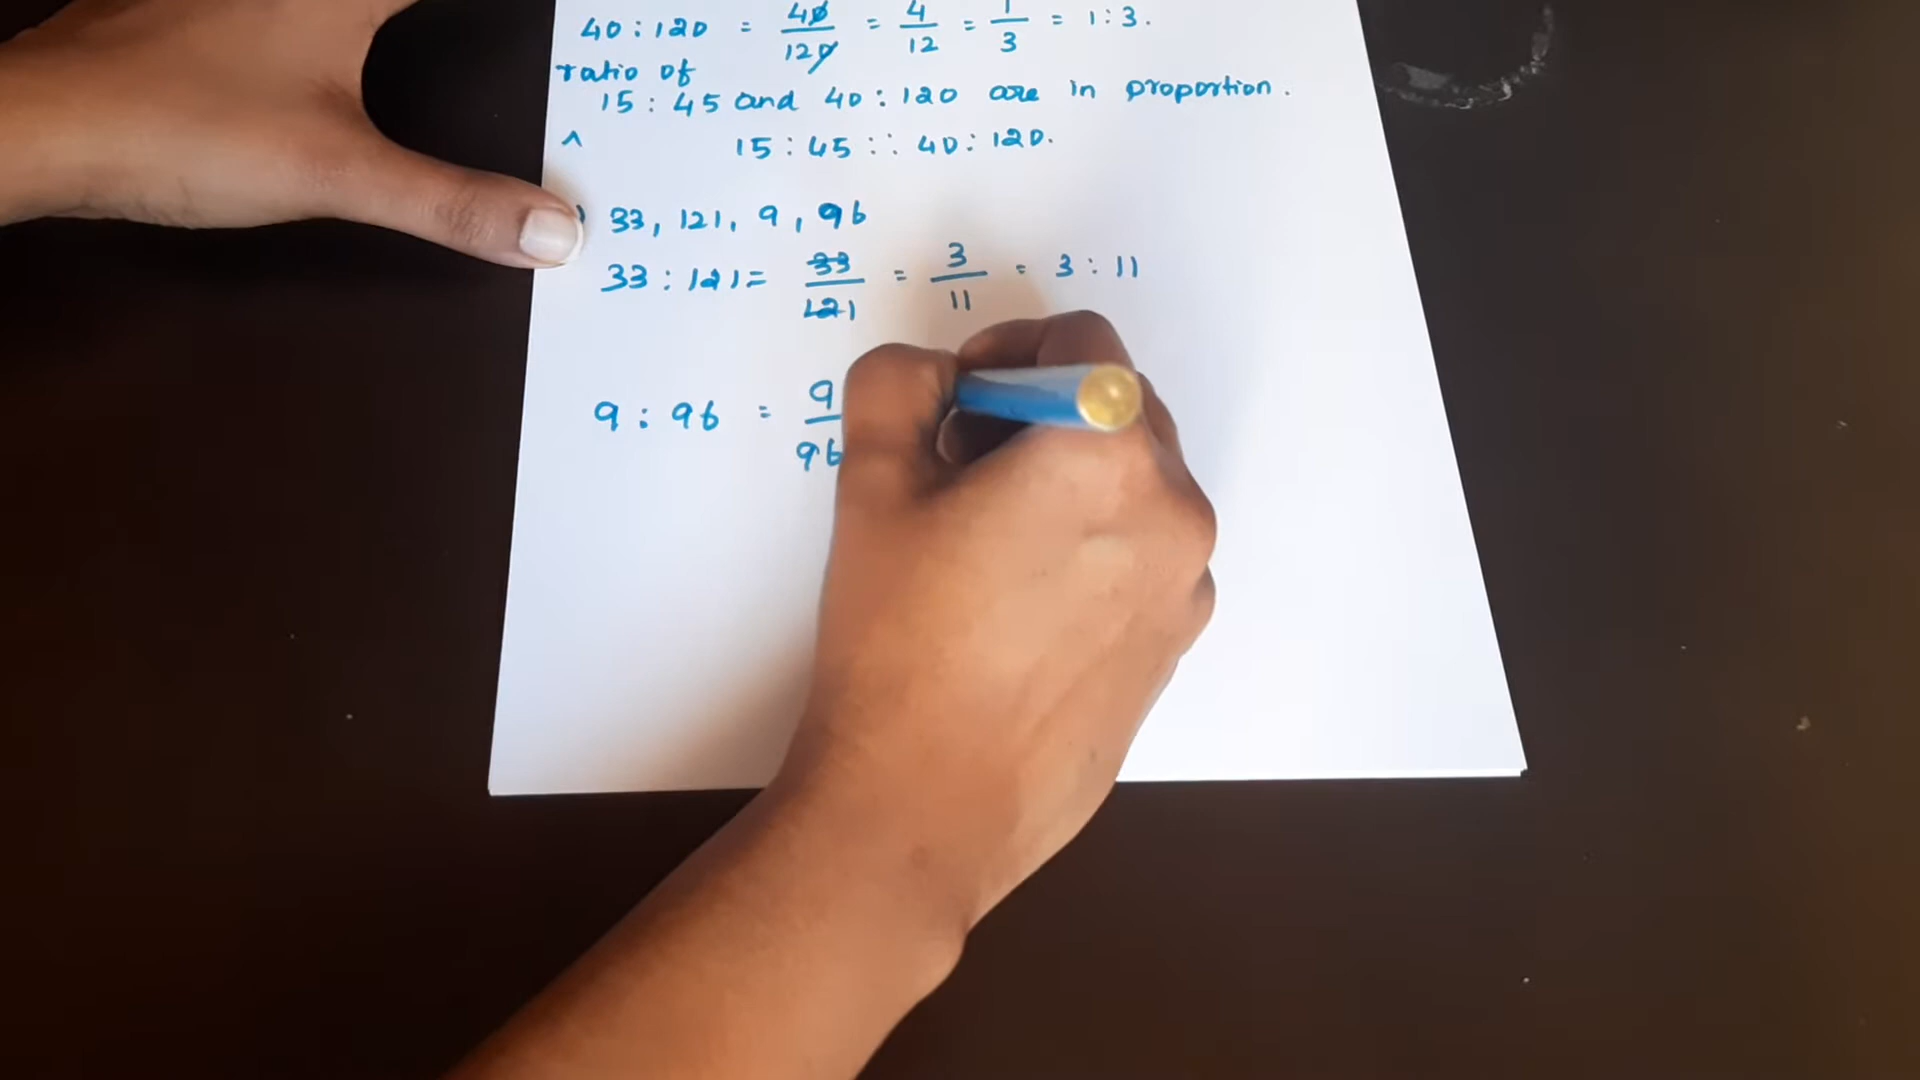 40 : 120 = 40/120 = 4/12 = 1/3 = 1 : 3.
ratio of
15 : 45 and 40 : 120 are in proportion.
^ 15 : 45 :: 40 : 120.
) 33, 121, 9, 96
33 : 121 = 33/121 = 3/11 = 3 : 11
9 : 96 = 9/96